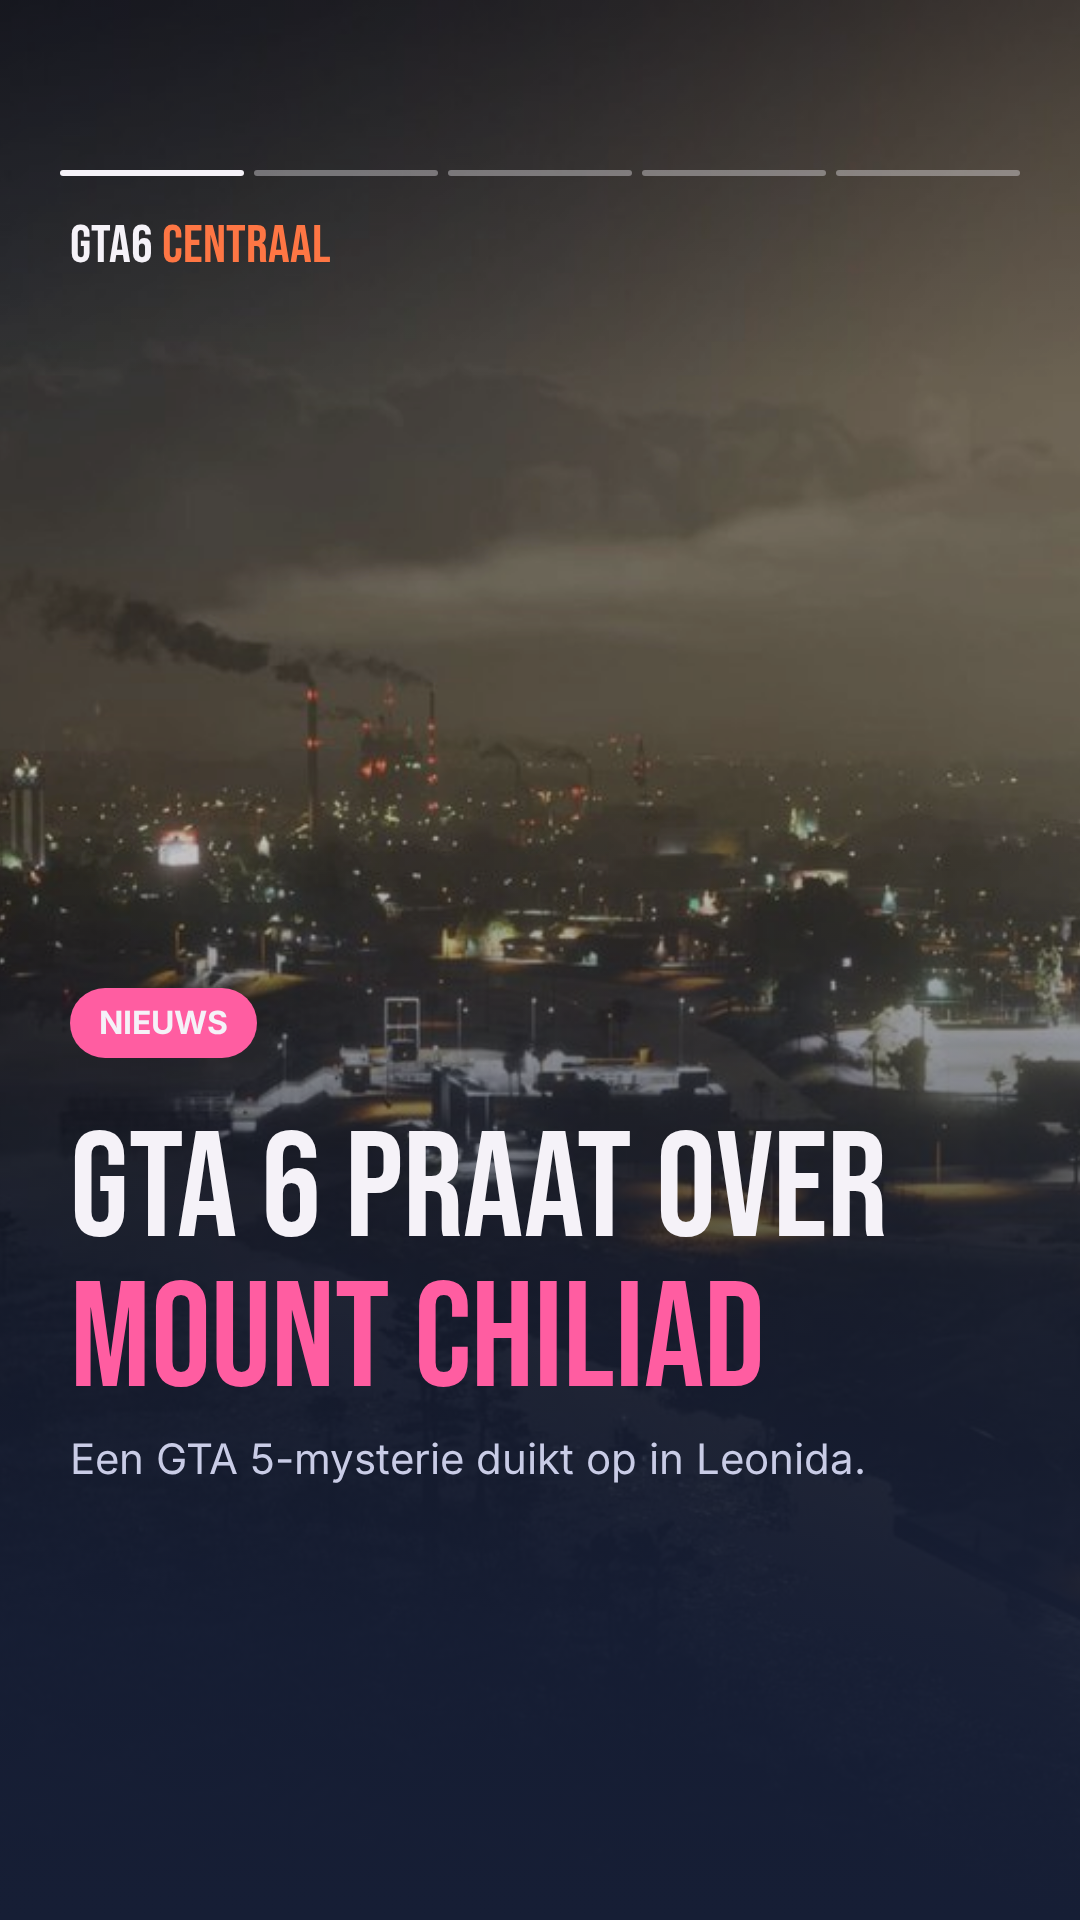 GTA6 CENTRAAL
NIEUWS
GTA 6 PRAAT OVER
MOUNT CHILIAD
Een GTA 5-mysterie duikt op in Leonida.